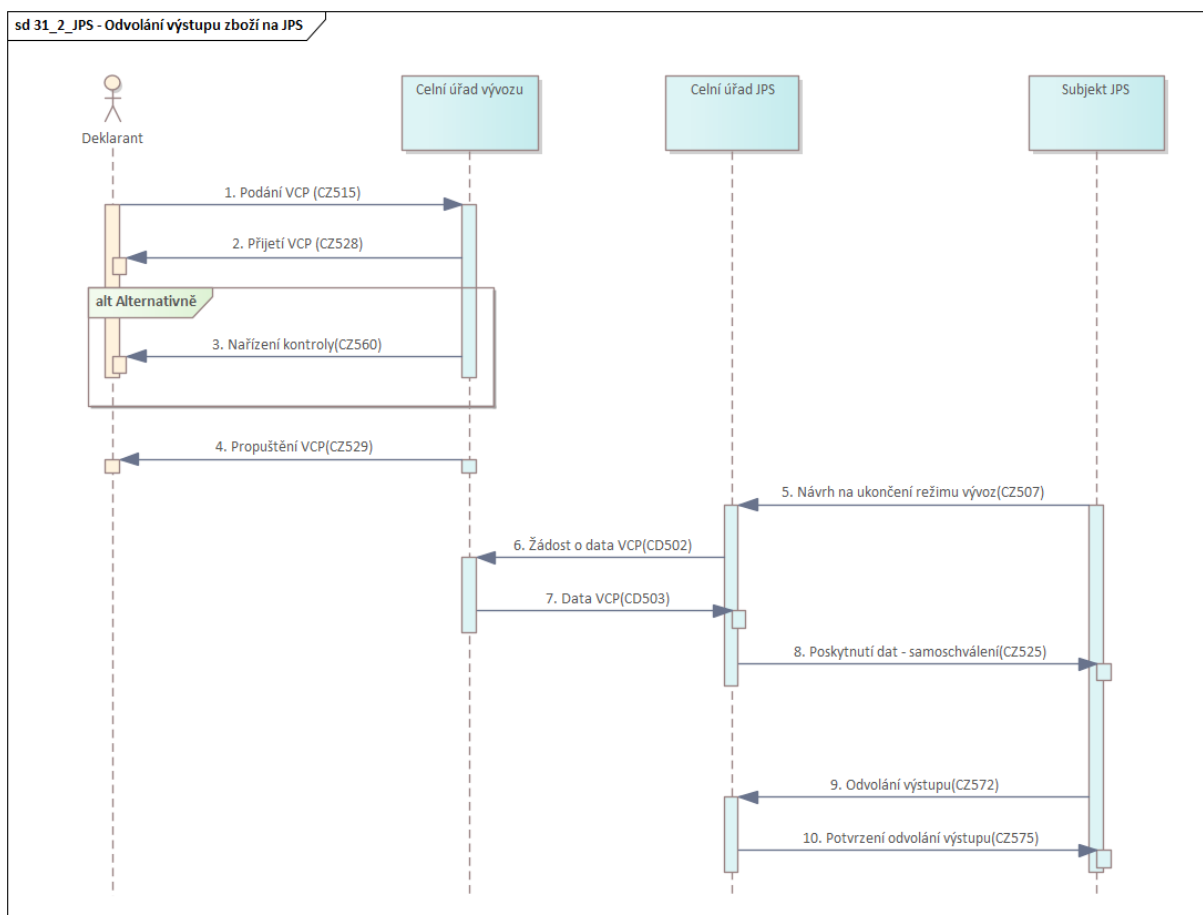 sd 31_2_JPS - Odvolání výstupu zboží na JPS
Deklarant
Celní úřad vývozu
Celní úřad JPS
Subjekt JPS
1. Podání VCP (CZ515)
2. Přijetí VCP (CZ528)
alt Alternativně
3. Nařízení kontroly(CZ560)
4. Propuštění VCP(CZ529)
5. Návrh na ukončení režimu vývoz(CZ507)
6. Žádost o data VCP(CD502)
7. Data VCP(CD503)
8. Poskytnutí dat - samoschválení(CZ525)
9. Odvolání výstupu(CZ572)
10. Potvrzení odvolání výstupu(CZ575)